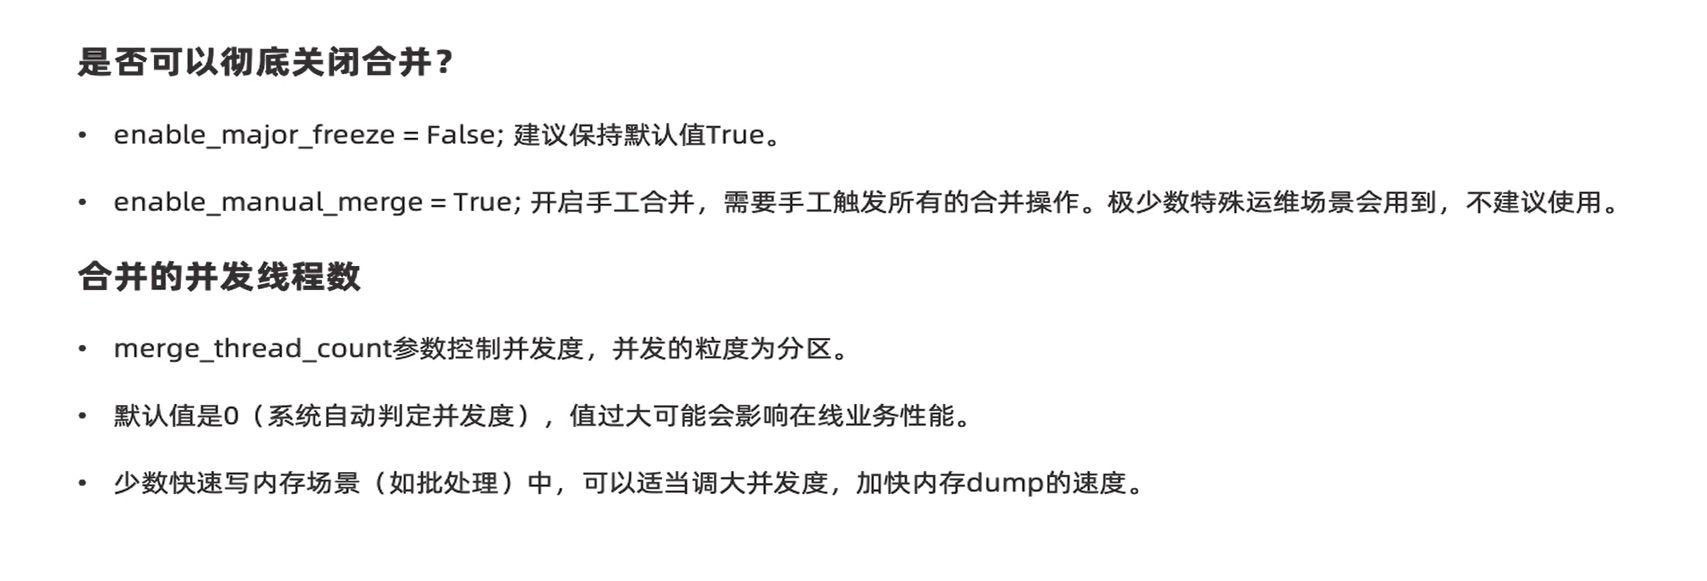 是否可以彻底关闭合并？
• enable_major_freeze = False; 建议保持默认值True。
• enable_manual_merge = True; 开启手工合并，需要手工触发所有的合并操作。极少数特殊运维场景会用到，不建议使用。
合并的并发线程数
• merge_thread_count参数控制并发度，并发的粒度为分区。
• 默认值是0（系统自动判定并发度），值过大可能会影响在线业务性能。
• 少数快速写内存场景（如批处理）中，可以适当调大并发度，加快内存dump的速度。